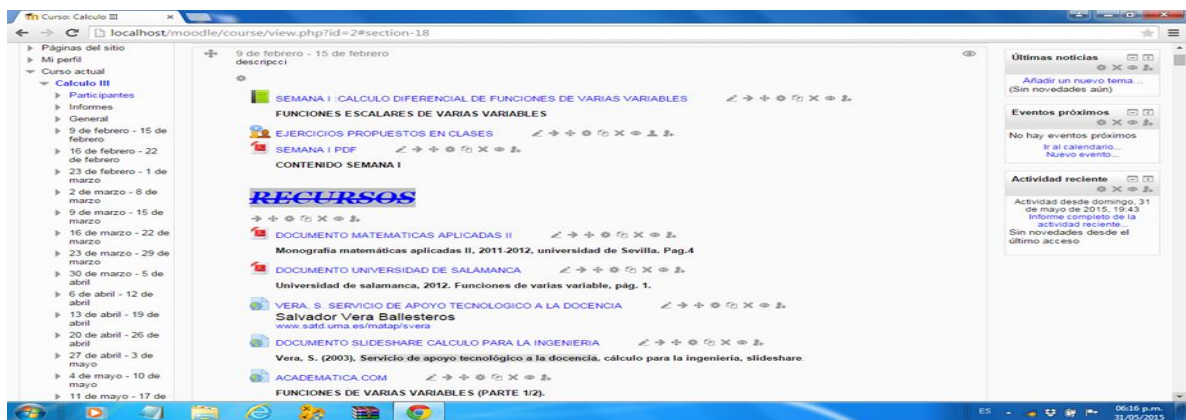 Curso: Calculo III
localhost/moodle/course/view.php?id=2#section-18
Páginas del sitio
Mi perfil
Curso actual
Calculo III
Participantes
Informes
General
9 de febrero - 15 de
febrero
16 de febrero - 22
de febrero
23 de febrero - 1 de
marzo
2 de marzo - 8 de
marzo
9 de marzo - 15 de
marzo
16 de marzo - 22 de
marzo
23 de marzo - 29 de
marzo
30 de marzo - 5 de
abril
6 de abril - 12 de
abril
13 de abril - 19 de
abril
20 de abril - 26 de
abril
27 de abril - 3 de
mayo
4 de mayo - 10 de
mayo
11 de mayo - 17 de
9 de febrero - 15 de febrero
descripcci
SEMANA I :CALCULO DIFERENCIAL DE FUNCIONES DE VARIAS VARIABLES
FUNCIONES ESCALARES DE VARIAS VARIABLES
EJERCICIOS PROPUESTOS EN CLASES
SEMANA I PDF
CONTENIDO SEMANA I
RECURSOS
DOCUMENTO MATEMATICAS APLICADAS II
Monografía matemáticas aplicadas II, 2011-2012, universidad de Sevilla. Pag.4
DOCUMENTO UNIVERSIDAD DE SALAMANCA
Universidad de salamanca, 2012. Funciones de varias variable, pág. 1.
VERA, S. SERVICIO DE APOYO TECNOLOGICO A LA DOCENCIA
Salvador Vera Ballesteros
www.satd.uma.es/matap/svera
DOCUMENTO SLIDESHARE CALCULO PARA LA INGENIERIA
Vera, S. (2003), Servicio de apoyo tecnológico a la docencia, cálculo para la ingeniería, slideshare.
ACADEMATICA.COM
FUNCIONES DE VARIAS VARIABLES (PARTE 1/2).
Últimas noticias
Añadir un nuevo tema...
(Sin novedades aún)
Eventos próximos
No hay eventos próximos
Ir al calendario...
Nuevo evento...
Actividad reciente
Actividad desde domingo, 31
de mayo de 2015, 19:43
Informe completo de la
actividad reciente...
Sin novedades desde el
último acceso
ES
06:16 p.m.
31/05/2015